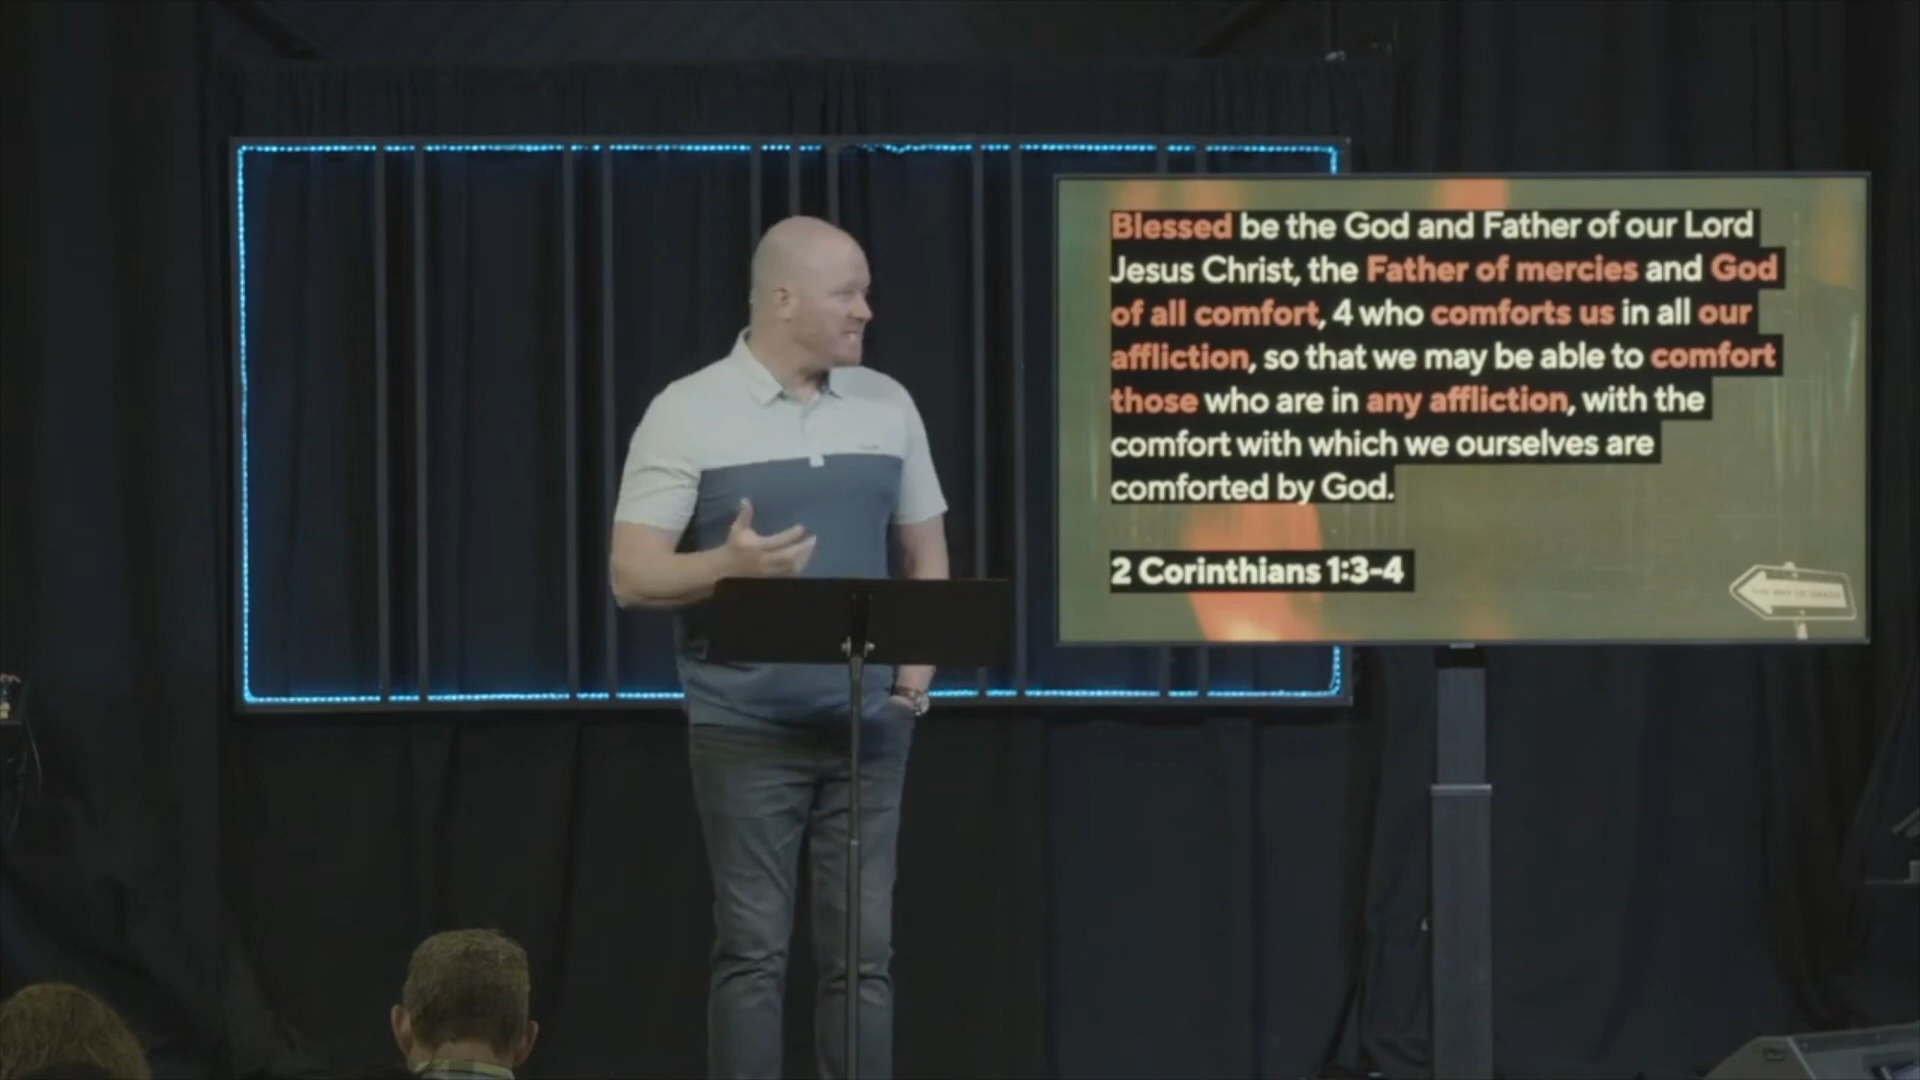 Blessed be the God and Father of our Lord
Jesus Christ, the Father of mercies and God
of all comfort, 4 who comforts us in all our
affliction, so that we may be able to comfort
those who are in any affliction, with the
comfort with which we ourselves are
comforted by God.
2 Corinthians 1:3-4